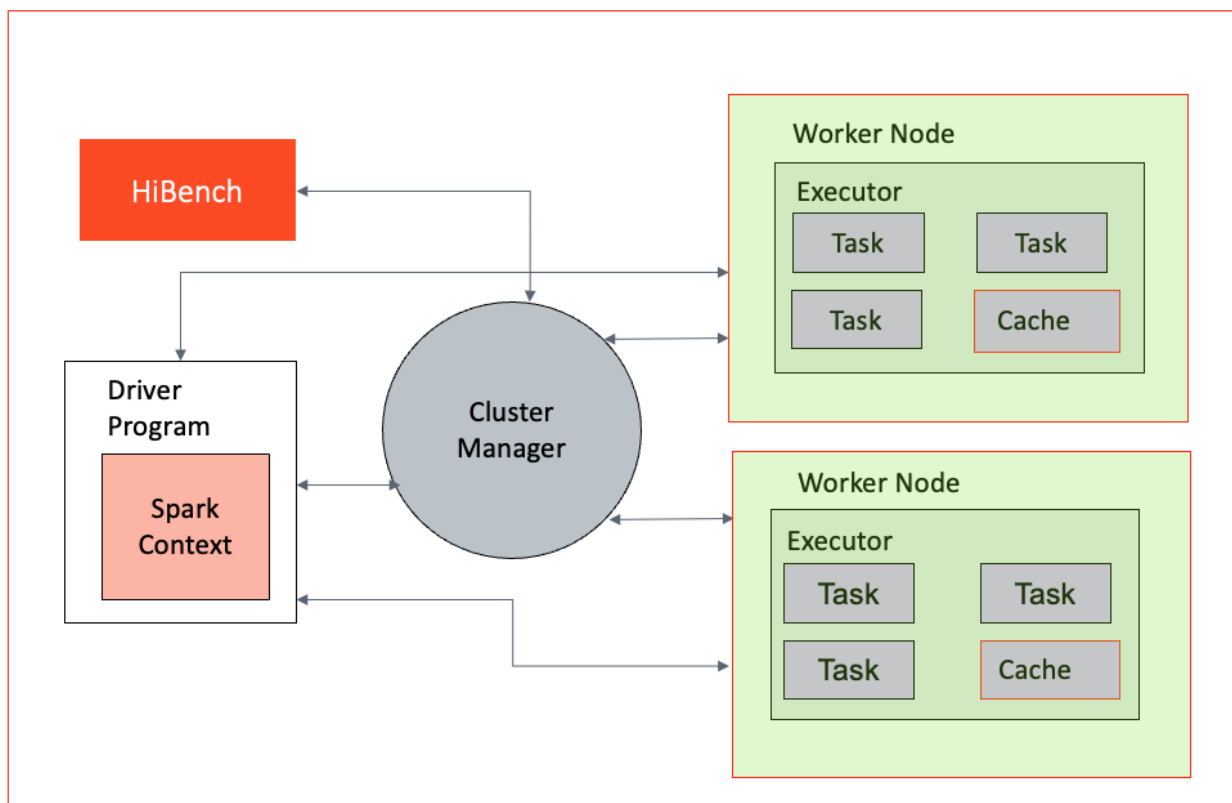 HiBench
Driver
Program
Spark
Context
Cluster
Manager
Worker Node
Executor
Task
Task
Task
Cache
Worker Node
Executor
Task
Task
Task
Cache